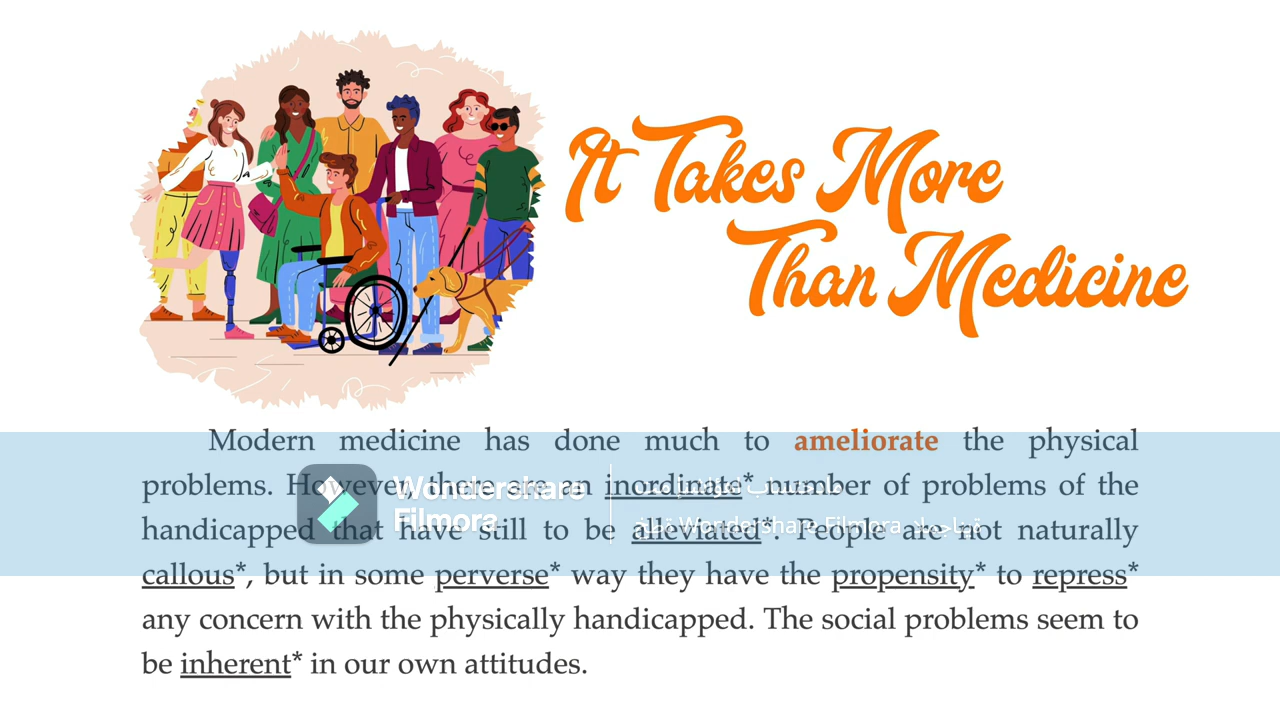 It Takes More
Than Medicine
Modern medicine has done much to ameliorate the physical
problems. However, there are an inordinate* number of problems of the
handicapped that have still to be alleviated*. People are not naturally
callous*, but in some perverse* way they have the propensity* to repress*
any concern with the physically handicapped. The social problems seem to
be inherent* in our own attitudes.
Wondershare
Filmora
Wondershare Filmora